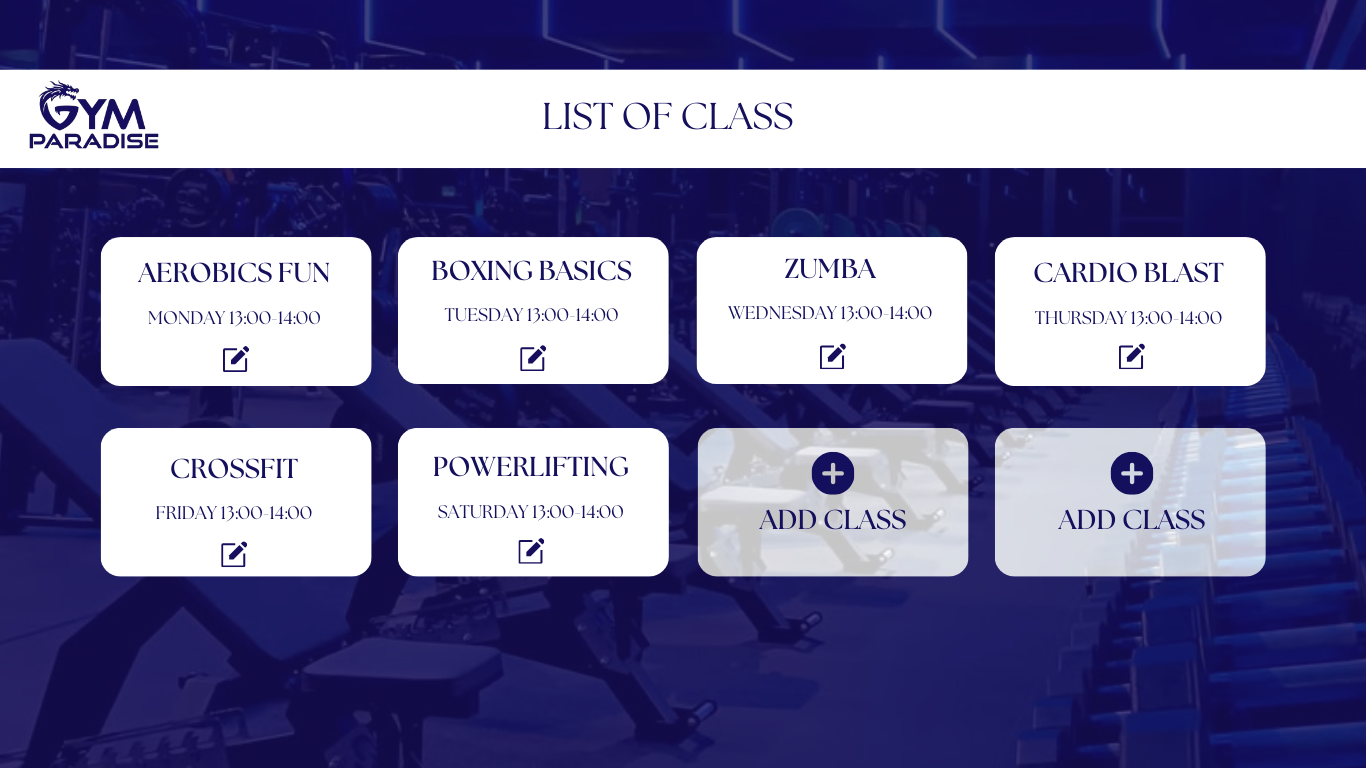 GYM
PARADISE
LIST OF CLASS
AEROBICS FUN
MONDAY 13:00-14:00
BOXING BASICS
TUESDAY 13:00-14:00
ZUMBA
WEDNESDAY 13:00-14:00
CARDIO BLAST
THURSDAY 13:00-14:00
CROSSFIT
FRIDAY 13:00-14:00
POWERLIFTING
SATURDAY 13:00-14:00
ADD CLASS
ADD CLASS